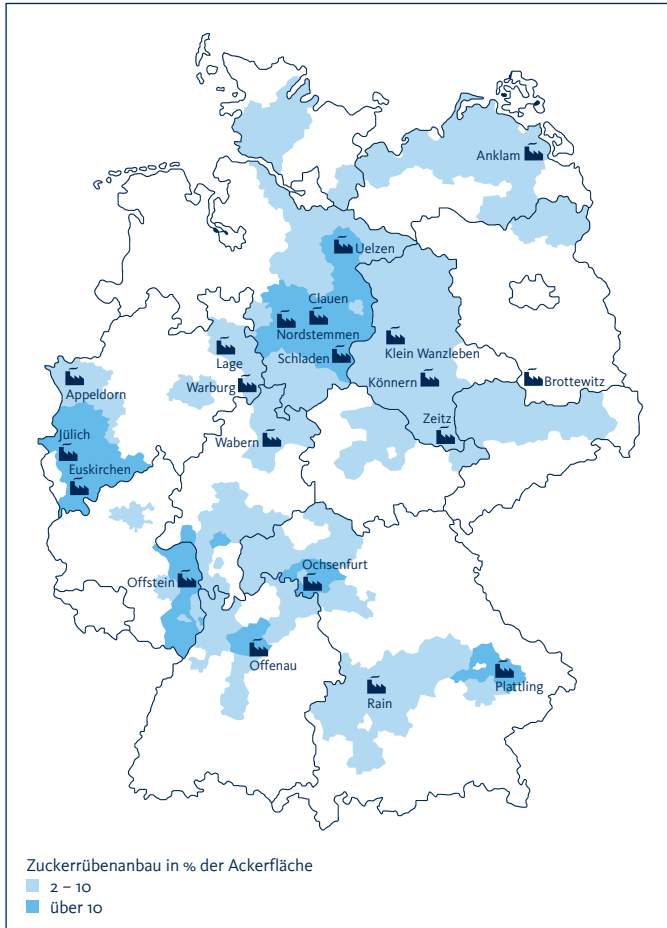 Anklam
Uelzen
Clauen
Nordstemmen
Klein Wanzleben
Lage
Schladen
Appeldorn
Warburg
Könnern
Brottewitz
Zeitz
Jülich
Wabern
Euskirchen
Ochsenfurt
Offstein
Offenau
Plattling
Rain
Zuckerrübenanbau in % der Ackerfläche
2 – 10
über 10